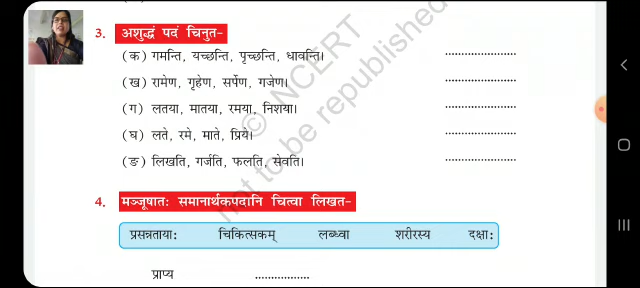 3. अशुद्धं पदं चिनुत-
(क) गमन्ति, यच्छन्ति, पृच्छन्ति, धावन्ति। ......................
(ख) रामेण, गृहेण, सर्पेण, गजेण। ......................
(ग) लतया, मातया, रमया, निशया। ......................
(घ) लते, रमे, माते, प्रिये। ......................
(ङ) लिखति, गर्जति, फलति, सेवति। ......................
4. मञ्जूषातः समानार्थकपदानि चित्वा लिखत-
प्रसन्नतायाः चिकित्सकम् लब्ध्वा शरीरस्य दक्षाः
प्राप्य ................
© NCERT
not to be republished